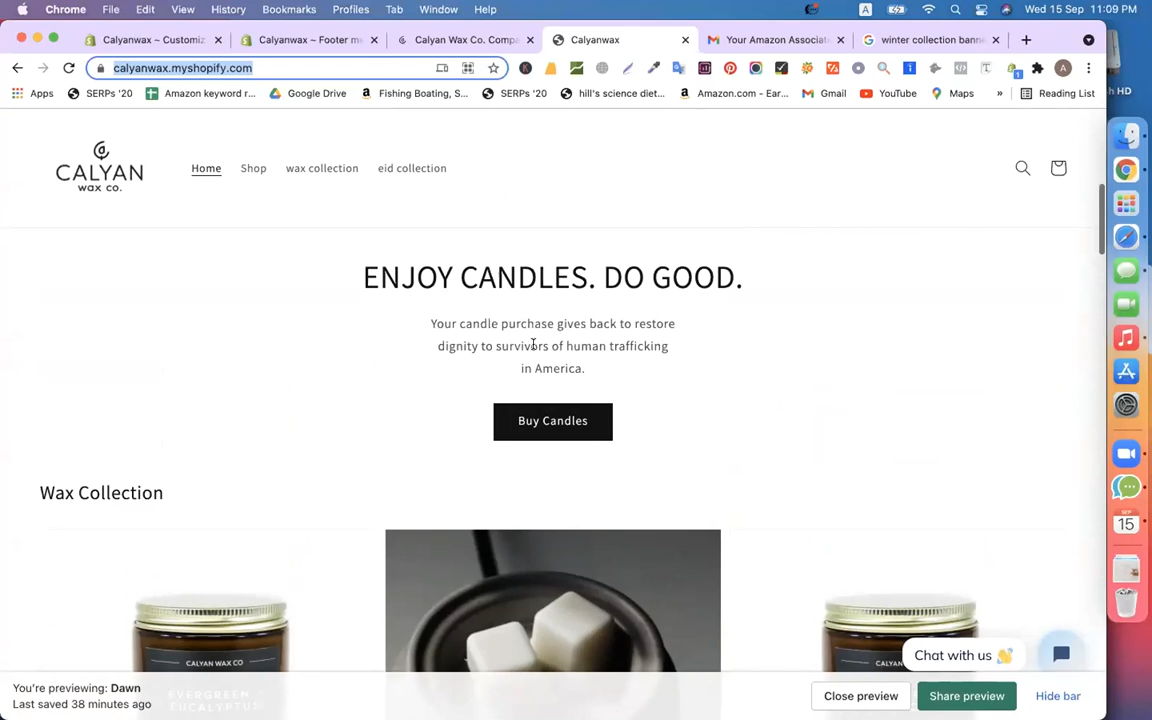 Chrome File Edit View History Bookmarks Profiles Tab Window Help A Wed 15 Sep 11:09 PM
Calyanwax ~ Customiz Calyanwax ~ Footer m Calyan Wax Co. Compa Calyanwax Your Amazon Associat winter collection bann
calyanwax.myshopify.com
Apps SERPs '20 Amazon keyword r... Google Drive Fishing Boating, S... SERPs '20 hill's science diet... Amazon.com - Ear... Gmail YouTube Maps » Reading List
CALYAN
wax co.
Home Shop wax collection eid collection
ENJOY CANDLES. DO GOOD.
Your candle purchase gives back to restore
dignity to survivors of human trafficking
in America.
Buy Candles
Wax Collection
CALYAN WAX CO
EVERGREEN
EUCALYPTUS
Chat with us 👋
You're previewing: Dawn
Last saved 38 minutes ago
Close preview Share preview Hide bar
SEP
15